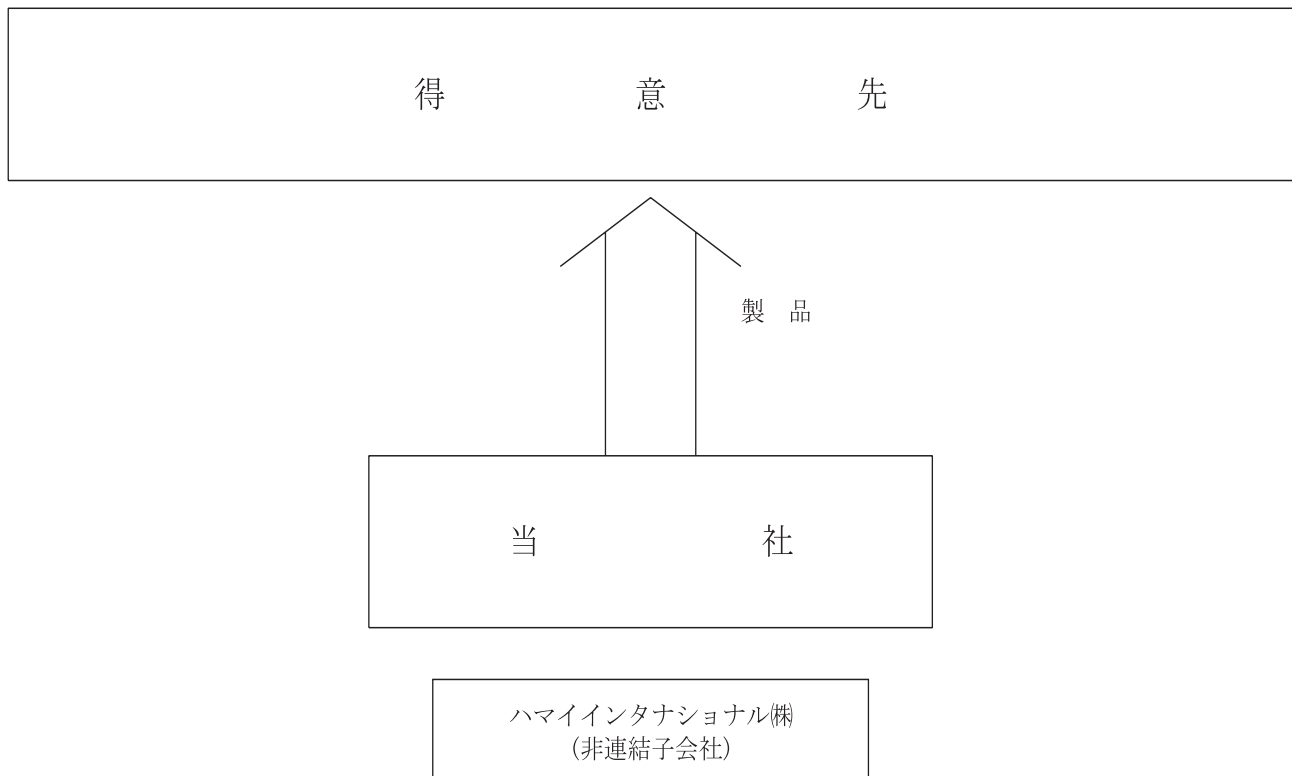 得 意 先
製 品
当 社
ハマイインタナショナル㈱
(非連結子会社)